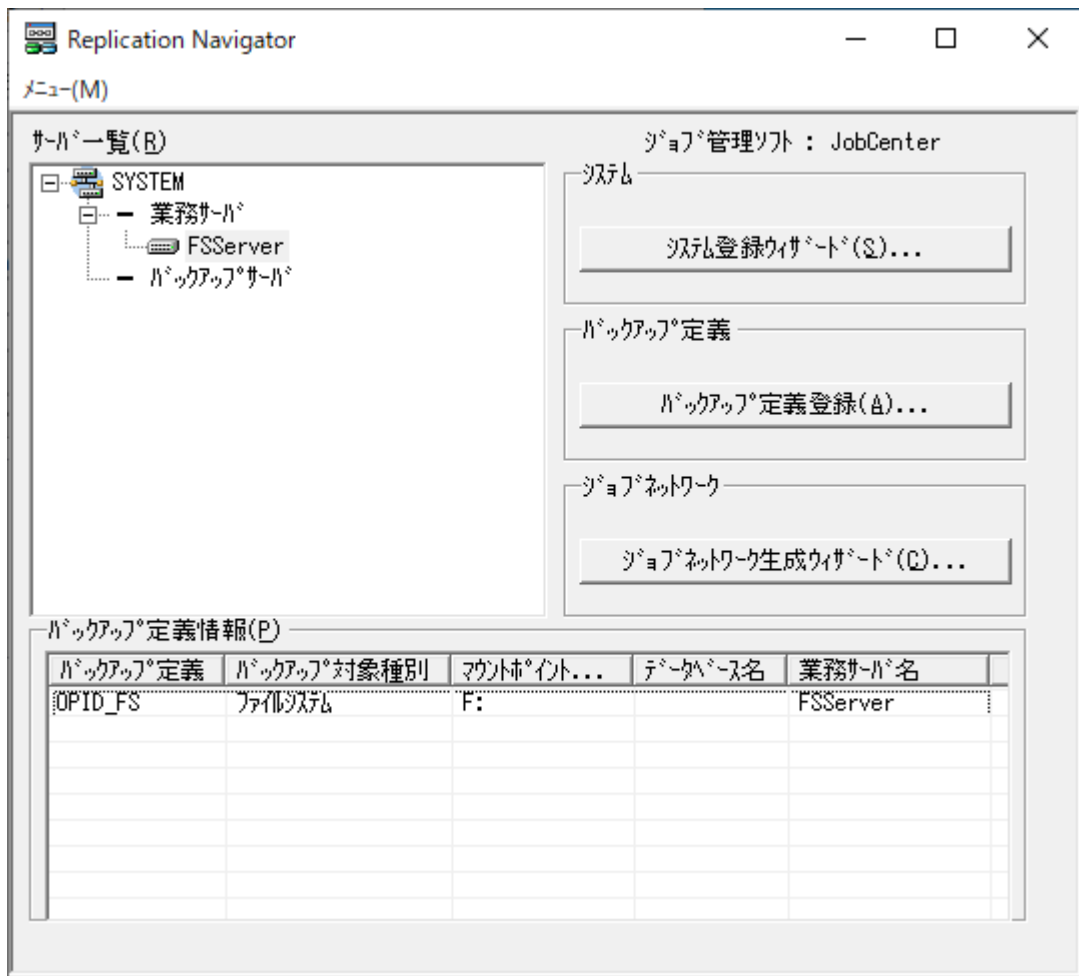 Replication Navigator
ﾒﾆｭｰ(M)
ｻｰﾊﾞ一覧(R)
ｼﾞｮﾌﾞ管理ｿﾌﾄ : JobCenter
SYSTEM
業務ｻｰﾊﾞ
FSServer
ﾊﾞｯｸｱｯﾌﾟｻｰﾊﾞ
ｼｽﾃﾑ
ｼｽﾃﾑ登録ｳｨｻﾞｰﾄﾞ(S)...
ﾊﾞｯｸｱｯﾌﾟ定義
ﾊﾞｯｸｱｯﾌﾟ定義登録(A)...
ｼﾞｮﾌﾞﾈｯﾄﾜｰｸ
ｼﾞｮﾌﾞﾈｯﾄﾜｰｸ生成ｳｨｻﾞｰﾄﾞ(C)...
ﾊﾞｯｸｱｯﾌﾟ定義情報(P)
ﾊﾞｯｸｱｯﾌﾟ定義 ﾊﾞｯｸｱｯﾌﾟ対象種別 ﾏｳﾝﾄﾎﾟｲﾝﾄ... ﾃﾞｰﾀﾍﾞｰｽ名 業務ｻｰﾊﾞ名
OPID_FS ﾌｧｲﾙｼｽﾃﾑ F: FSServer